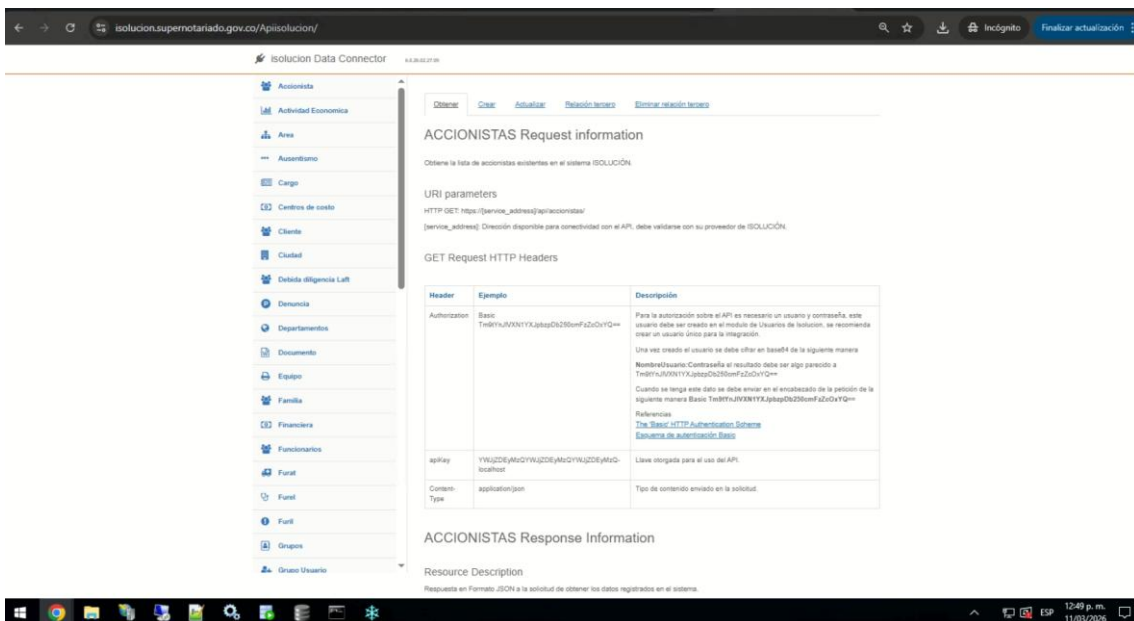 isolucion.supernotariado.gov.co/Apiisolucion/
Incógnito
Finalizar actualización
isolucion Data Connector
Accionista
Actividad Economica
Area
Ausentismo
Cargo
Centros de costo
Cliente
Ciudad
Debida diligencia Laft
Denuncia
Departamentos
Documento
Equipo
Familia
Financiera
Funcionarios
Furat
Furel
Furil
Grupos
Grupo Usuario
Obtener Crear Actualizar Relación tercero Eliminar relación tercero
ACCIONISTAS Request information
Obtiene la lista de accionistas existentes en el sistema ISOLUCIÓN.
URI parameters
HTTP GET: https://[service_address]/api/accionistas/
[service_address]: Dirección disponible para conectividad con el API, debe validarse con su proveedor de ISOLUCIÓN.
GET Request HTTP Headers
Header Ejemplo Descripción
Authorization Basic
Para la autorización sobre el API es necesario un usuario y contraseña, este
usuario debe ser creado en el modulo de Usuarios de Isolucion, se recomienda
crear un usuario único para la integración.
Una vez creado el usuario se debe cifrar en base64 de la siguiente manera
NombreUsuario:Contraseña el resultado debe ser algo parecido a
Cuando se tenga este dato se debe enviar en el encabezado de la petición de la
siguiente manera Basic
Referencias
The 'Basic' HTTP Authentication Scheme
Esquema de autenticación Basic
apiKey
localhost
Llave otorgada para el uso del API.
Content-
Type
application/json
Tipo de contenido enviado en la solicitud.
ACCIONISTAS Response Information
Resource Description
Respuesta en Formato JSON a la solicitud de obtener los datos registrados en el sistema.
ESP
12:49 p. m.
11/03/2026